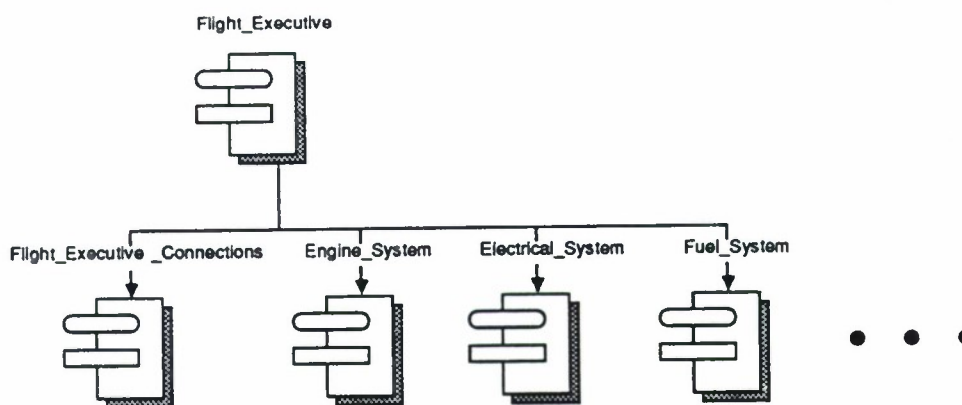 Flight_Executive
Flight_Executive _Connections
Engine_System
Electrical_System
Fuel_System